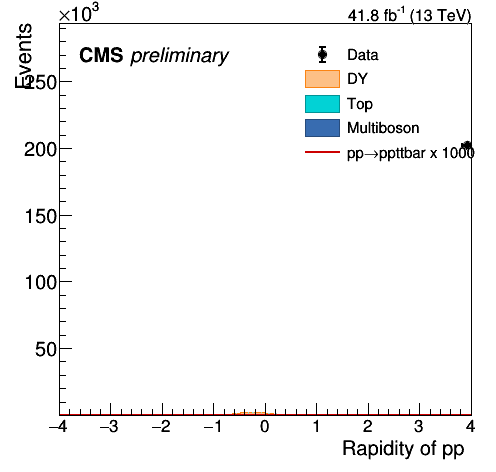 ×10³
41.8 fb⁻¹ (13 TeV)
Events
CMS preliminary
Data
DY
Top
Multiboson
pp→ppttbar x 1000
250
200
150
100
50
−4 −3 −2 −1 0 1 2 3 4
Rapidity of pp